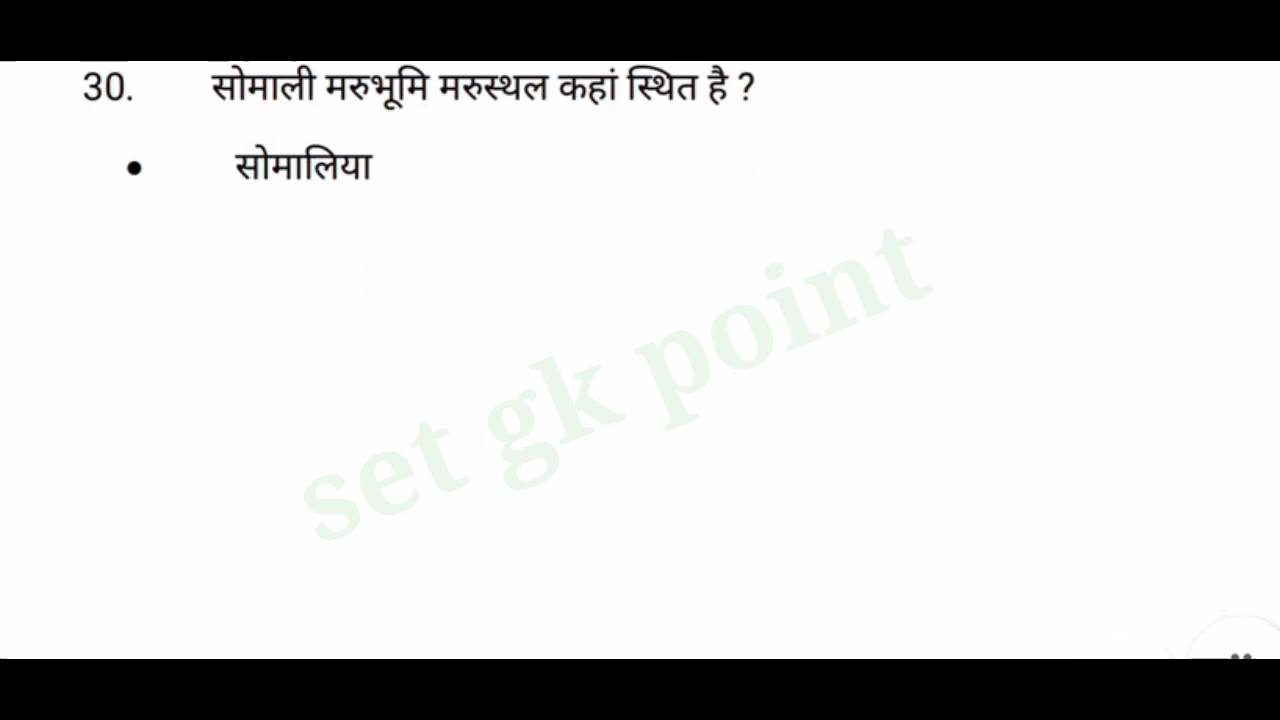 30. सोमाली मरुभूमि मरुस्थल कहां स्थित है ?
• सोमालिया
set gk point